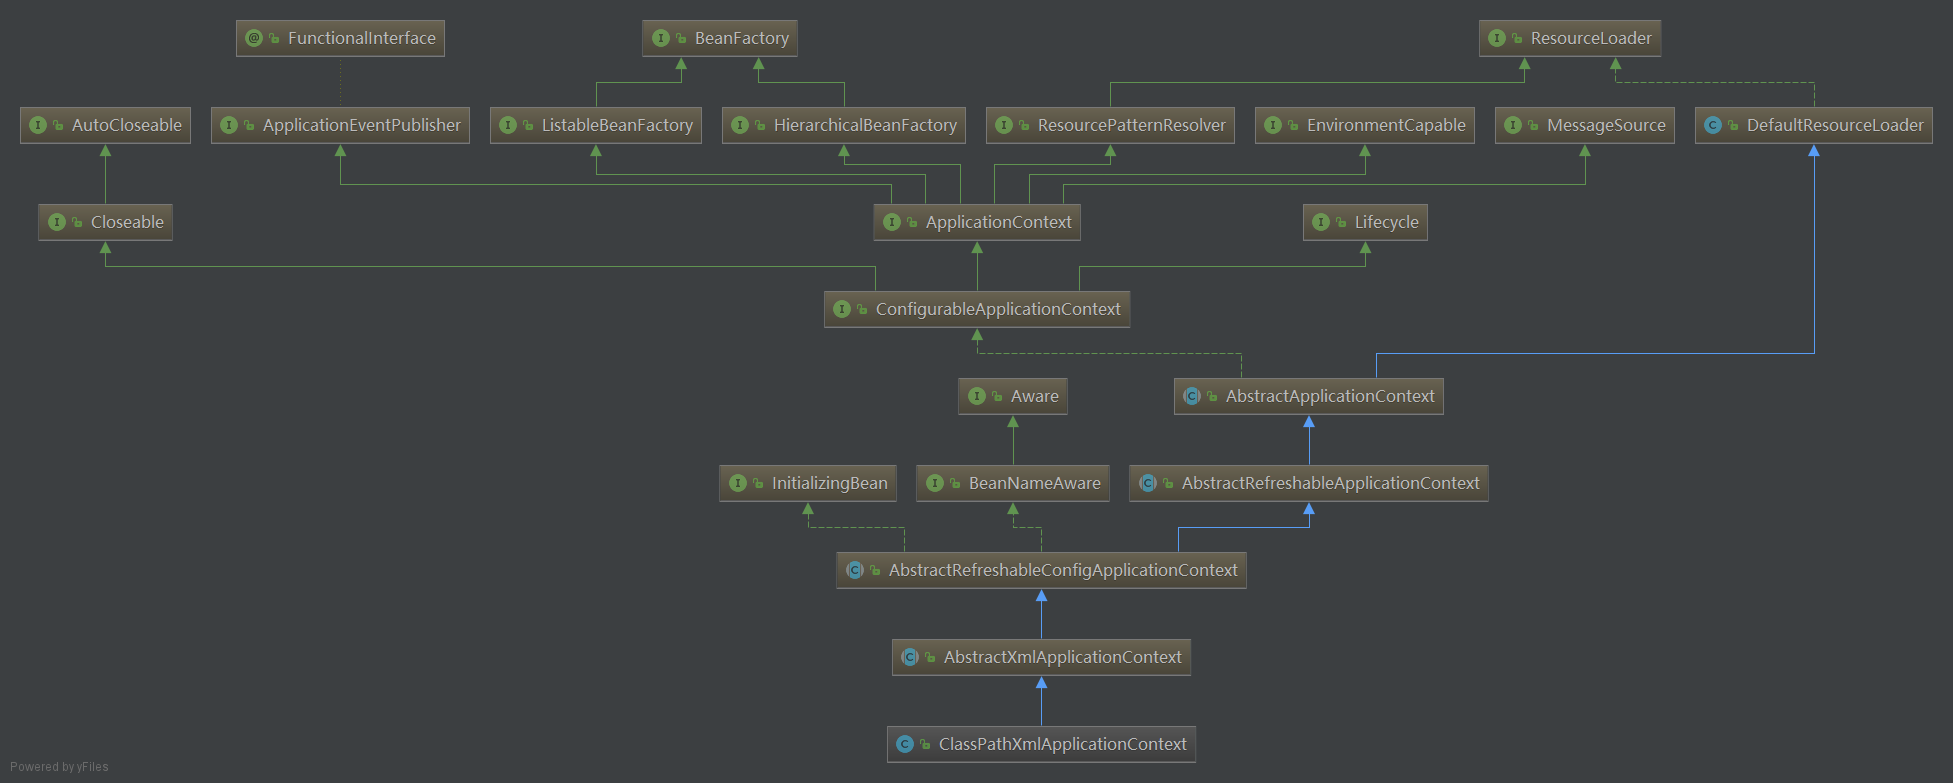 FunctionalInterface
BeanFactory
ResourceLoader
AutoCloseable
ApplicationEventPublisher
ListableBeanFactory
HierarchicalBeanFactory
ResourcePatternResolver
EnvironmentCapable
MessageSource
DefaultResourceLoader
Closeable
ApplicationContext
Lifecycle
ConfigurableApplicationContext
Aware
AbstractApplicationContext
InitializingBean
BeanNameAware
AbstractRefreshableApplicationContext
AbstractRefreshableConfigApplicationContext
AbstractXmlApplicationContext
ClassPathXmlApplicationContext
Powered by yFiles